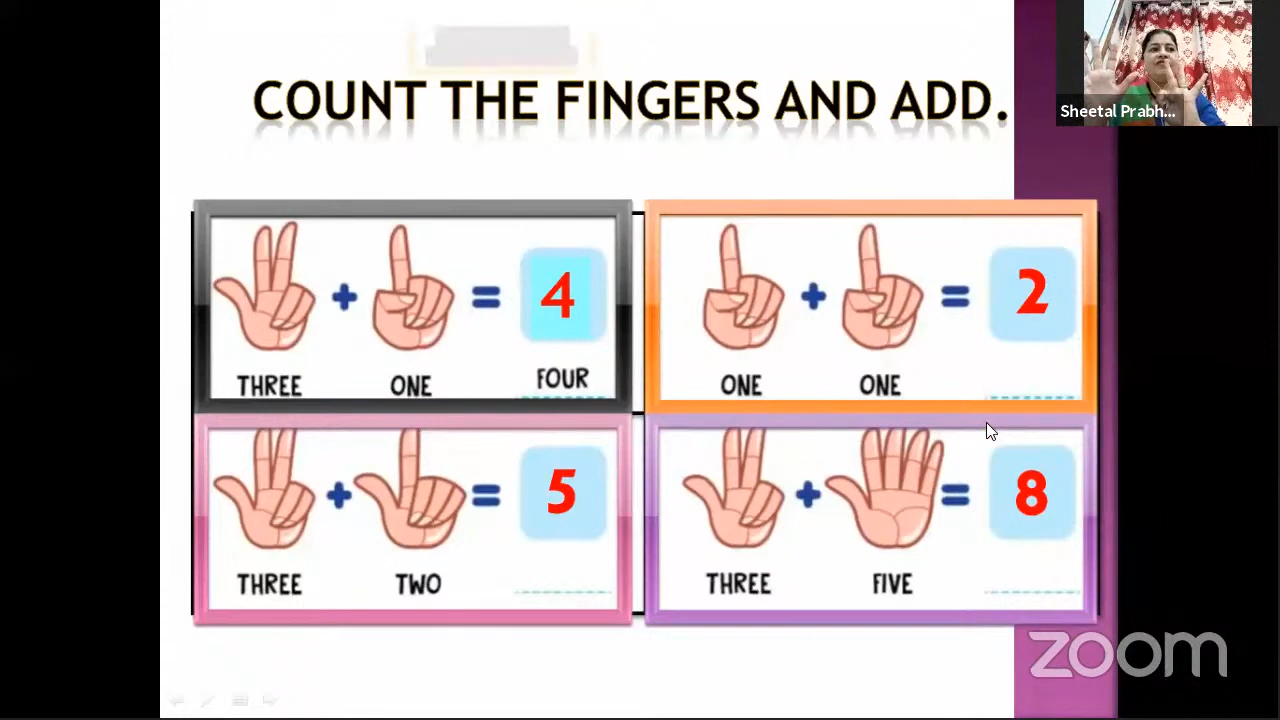 COUNT THE FINGERS AND ADD.
Sheetal Prabh...
+ = 4
THREE ONE FOUR
+ = 2
ONE ONE
+ = 5
THREE TWO
+ = 8
THREE FIVE
zoom